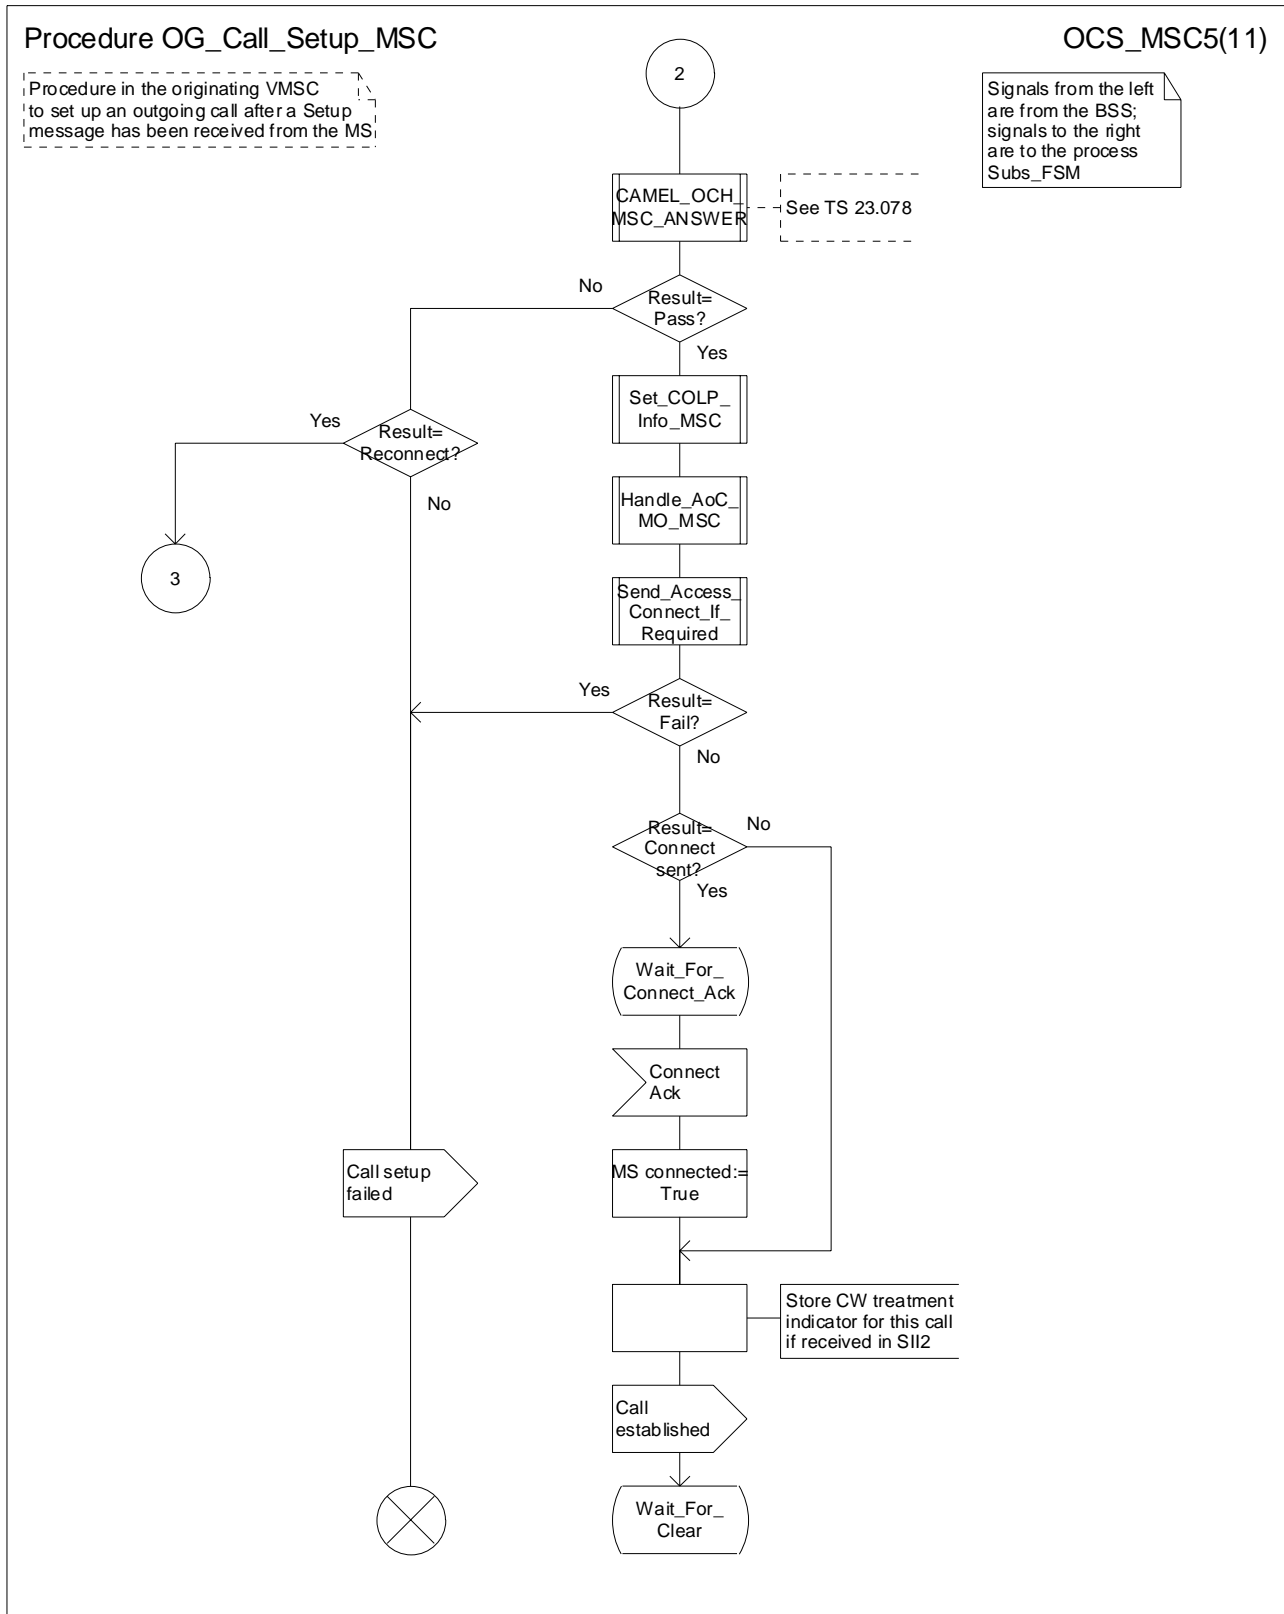 Procedure OG_Call_Setup_MSC
OCS_MSC5(11)
Procedure in the originating VMSC
to set up an outgoing call after a Setup
message has been received from the MS
2
Signals from the left
are from the BSS;
signals to the right
are to the process
Subs_FSM
CAMEL_OCH_
MSC_ANSWER
See TS 23.078
No
Result=
Pass?
Yes
Set_COLP_
Info_MSC
Yes
Result=
Reconnect?
No
Handle_AoC_
MO_MSC
3
Send_Access_
Connect_If_
Required
Yes
Result=
Fail?
No
Result=
Connect
sent?
No
Yes
Wait_For_
Connect_Ack
Connect
Ack
Call setup
failed
MS connected:=
True
Store CW treatment
indicator for this call
if received in SII2
Call
established
Wait_For_
Clear